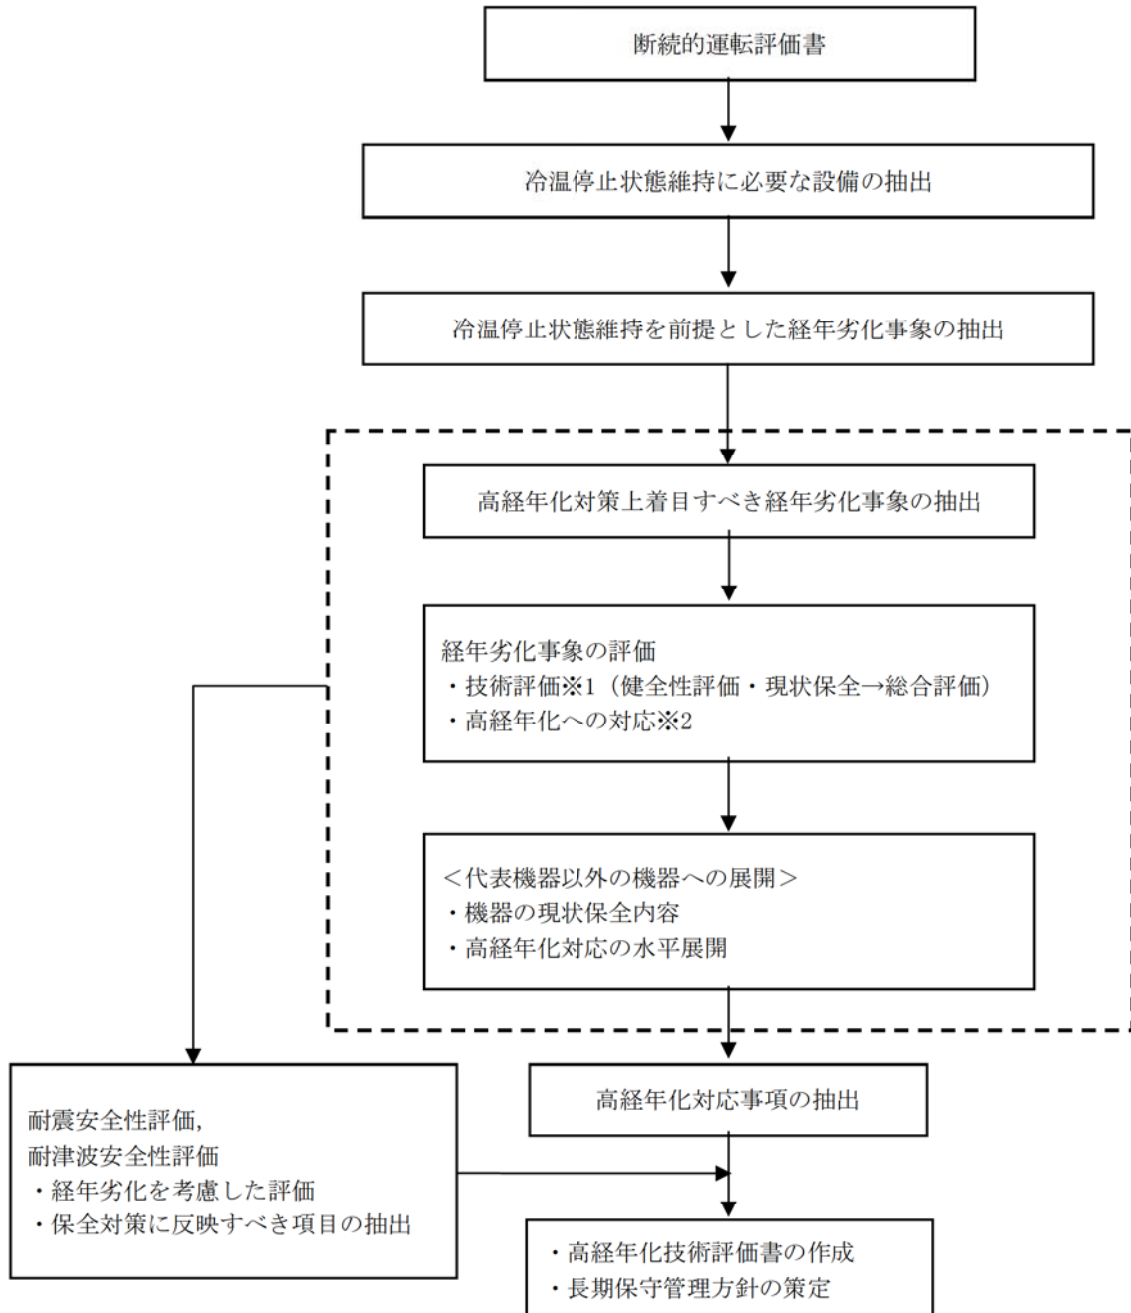 断続的運転評価書
冷温停止状態維持に必要な設備の抽出
冷温停止状態維持を前提とした経年劣化事象の抽出
高経年化対策上着目すべき経年劣化事象の抽出
経年劣化事象の評価
・技術評価※1（健全性評価・現状保全→総合評価）
・高経年化への対応※2
＜代表機器以外の機器への展開＞
・機器の現状保全内容
・高経年化対応の水平展開
高経年化対応事項の抽出
耐震安全性評価,
耐津波安全性評価
・経年劣化を考慮した評価
・保全対策に反映すべき項目の抽出
・高経年化技術評価書の作成
・長期保守管理方針の策定